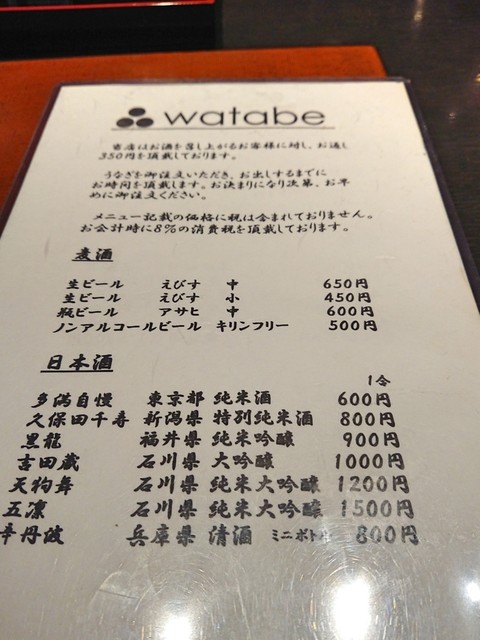 watabe
当店はお酒を召し上がるお客様に対し、お通し
350円を頂戴しております。
うなぎを御注文いただき、お出しするまでに
お時間を頂戴します。お決まりになり次第、お早
めに御注文ください。
メニュー記載の価格に税は含まれておりません。
お会計時に8%の消費税を頂戴しております。
麦酒
生ビール えびす 中 650円
生ビール えびす 小 450円
瓶ビール アサヒ 中 600円
ノンアルコールビール キリンフリー 500円
日本酒
1合
多満自慢 東京都 純米酒 600円
久保田千寿 新潟県 特別純米酒 800円
黒龍 福井県 純米吟醸 900円
吉田蔵 石川県 大吟醸 1000円
天狗舞 石川県 純米大吟醸 1200円
五凛 石川県 純米大吟醸 1500円
辛丹波 兵庫県 清酒 ミニボトル 800円